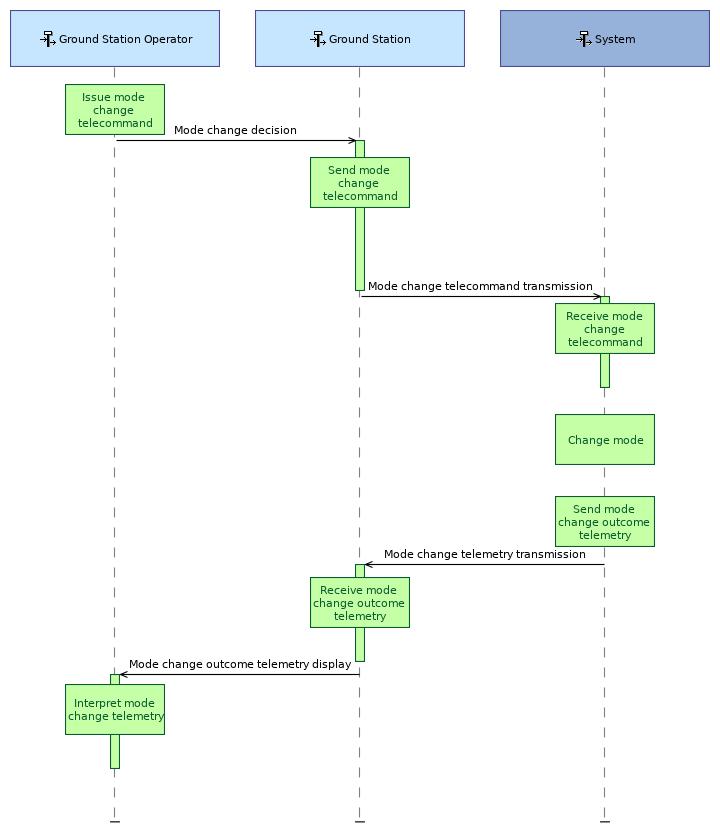 Ground Station Operator
Ground Station
System
Issue mode
change
telecommand
Mode change decision
Send mode
change
telecommand
Mode change telecommand transmission
Receive mode
change
telecommand
Change mode
Send mode
change outcome
telemetry
Mode change telemetry transmission
Receive mode
change outcome
telemetry
Mode change outcome telemetry display
Interpret mode
change telemetry